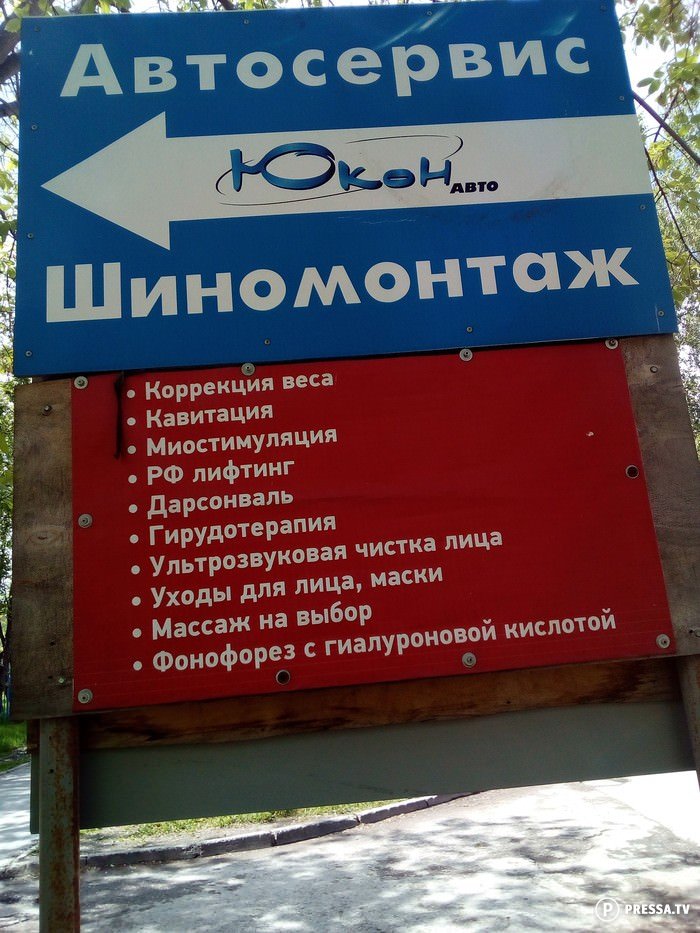 Автосервис
Юкон АВТО
Шиномонтаж
• Коррекция веса
• Кавитация
• Миостимуляция
• РФ лифтинг
• Дарсонваль
• Гирудотерапия
• Ультрозвуковая чистка лица
• Уходы для лица, маски
• Массаж на выбор
• Фонофорез с гиалуроновой кислотой
P PRESSA.TV